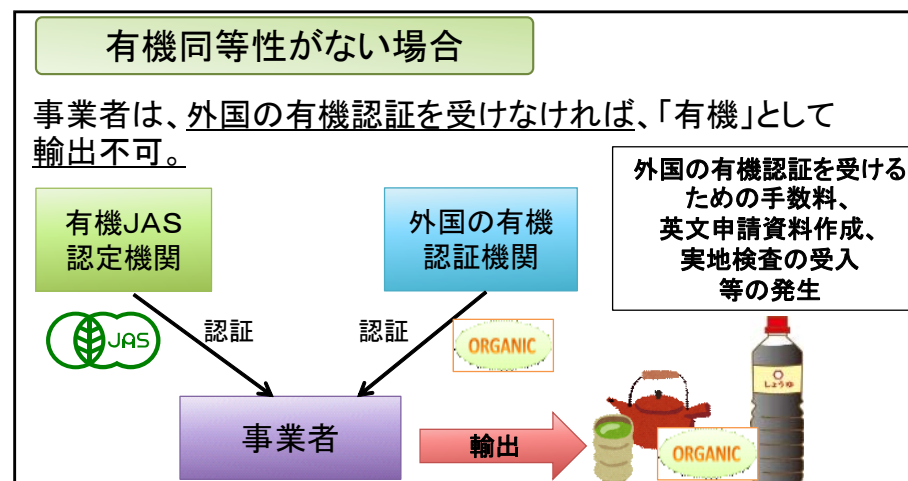 有機同等性がない場合
事業者は、外国の有機認証を受けなければ、「有機」として
輸出不可。
外国の有機認証を受ける
ための手数料、
英文申請資料作成、
実地検査の受入
等の発生
有機JAS
認定機関
外国の有機
認証機関
JAS
認証
認証
ORGANIC
事業者
輸出
しょうゆ
ORGANIC